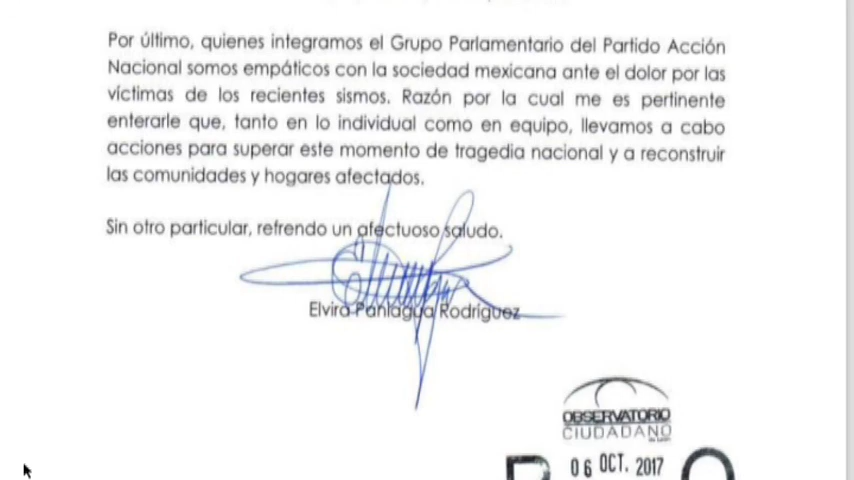 Por último, quienes integramos el Grupo Parlamentario del Partido Acción
Nacional somos empáticos con la sociedad mexicana ante el dolor por las
víctimas de los recientes sismos. Razón por la cual me es pertinente
enterarle que, tanto en lo individual como en equipo, llevamos a cabo
acciones para superar este momento de tragedia nacional y a reconstruir
las comunidades y hogares afectados.
Sin otro particular, refrendo un afectuoso saludo.
Elvira Paniagua Rodríguez
OBSERVATORIO
CIUDADANO
06 OCT. 2017